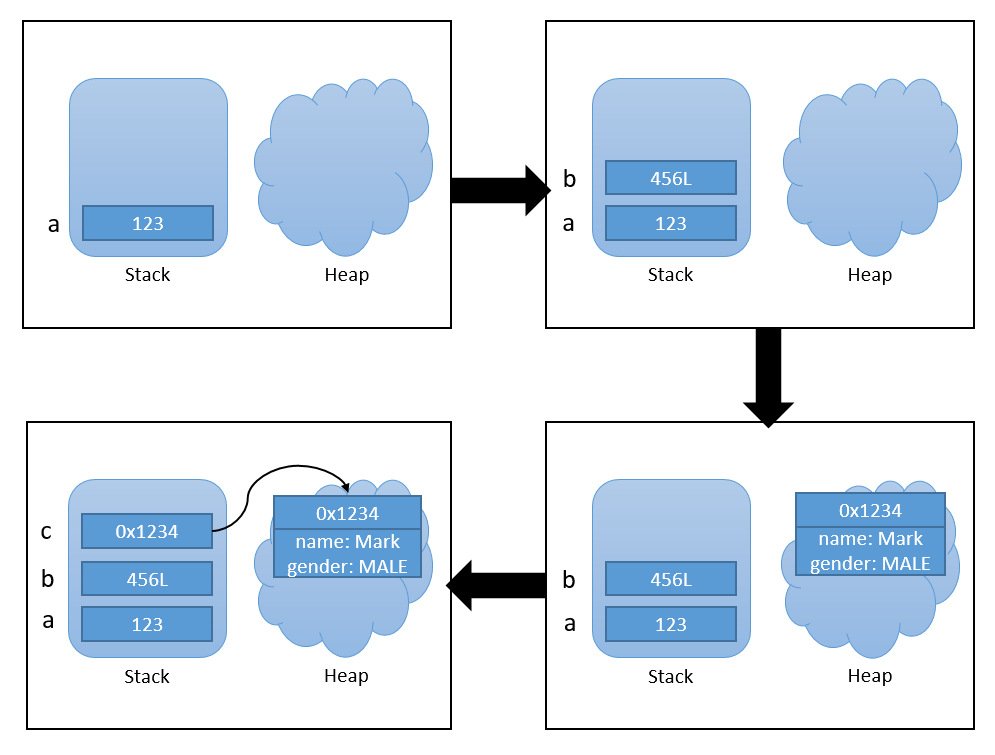 a
123
Stack
Heap
b
456L
a
123
Stack
Heap
c
0x1234
b
456L
a
123
Stack
0x1234
name: Mark
gender: MALE
Heap
b
456L
a
123
Stack
0x1234
name: Mark
gender: MALE
Heap